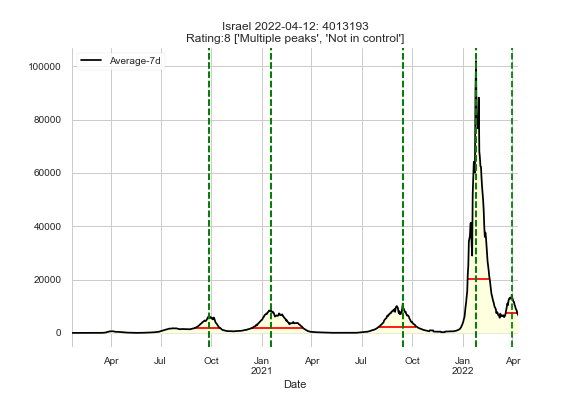 Israel 2022-04-12: 4013193
Rating:8 ['Multiple peaks', 'Not in control']
Average-7d
100000
80000
60000
40000
20000
0
Apr Jul Oct Jan Apr Jul Oct Jan Apr
2021 2022
Date